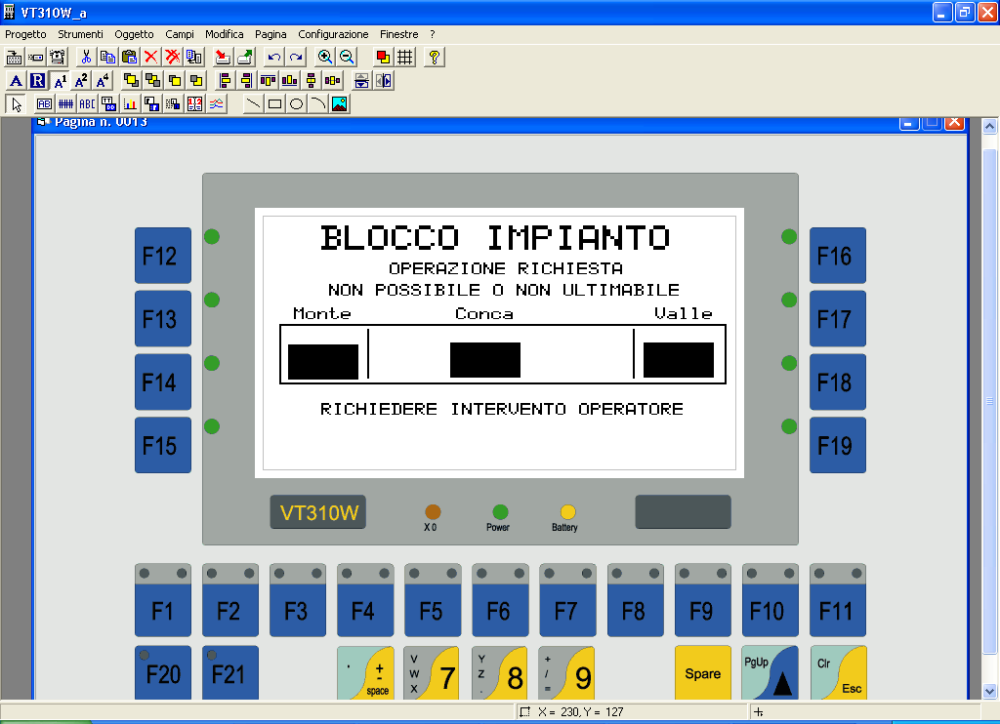 VT310W_a
Progetto Strumenti Oggetto Campi Modifica Pagina Configurazione Finestre ?
A R A1 A2 A4
AB ABC
Pagina n. 0013
BLOCCO IMPIANTO
OPERAZIONE RICHIESTA
NON POSSIBILE O NON ULTIMABILE
Monte Conca Valle
RICHIEDERE INTERVENTO OPERATORE
F12 F16
F13 F17
F14 F18
F15 F19
VT310W
X 0 Power Battery
F1 F2 F3 F4 F5 F6 F7 F8 F9 F10 F11
F20 F21
. + - space
V W X 7
Y Z . 8
+ / = 9
Spare
PgUp
Clr Esc
X = 230, Y = 127